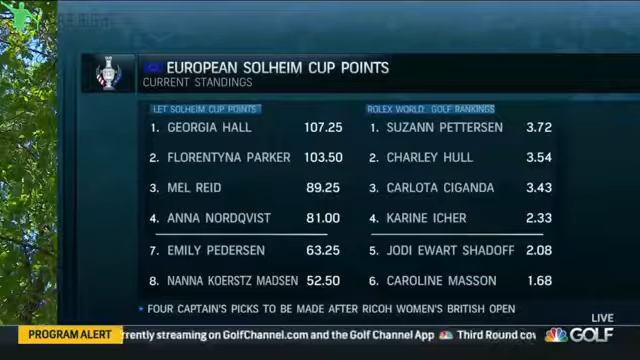 EUROPEAN SOLHEIM CUP POINTS
CURRENT STANDINGS
LET SOLHEIM CUP POINTS
1. GEORGIA HALL 107.25
2. FLORENTYNA PARKER 103.50
3. MEL REID 89.25
4. ANNA NORDQVIST 81.00
7. EMILY PEDERSEN 63.25
8. NANNA KOERSTZ MADSEN 52.50
ROLEX WORLD: GOLF RANKINGS
1. SUZANN PETTERSEN 3.72
2. CHARLEY HULL 3.54
3. CARLOTA CIGANDA 3.43
4. KARINE ICHER 2.33
5. JODI EWART SHADOFF 2.08
6. CAROLINE MASSON 1.68
• FOUR CAPTAIN'S PICKS TO BE MADE AFTER RICOH WOMEN'S BRITISH OPEN
LIVE
GOLF
PROGRAM ALERT rrently streaming on GolfChannel.com and the Golf Channel App Third Round cov